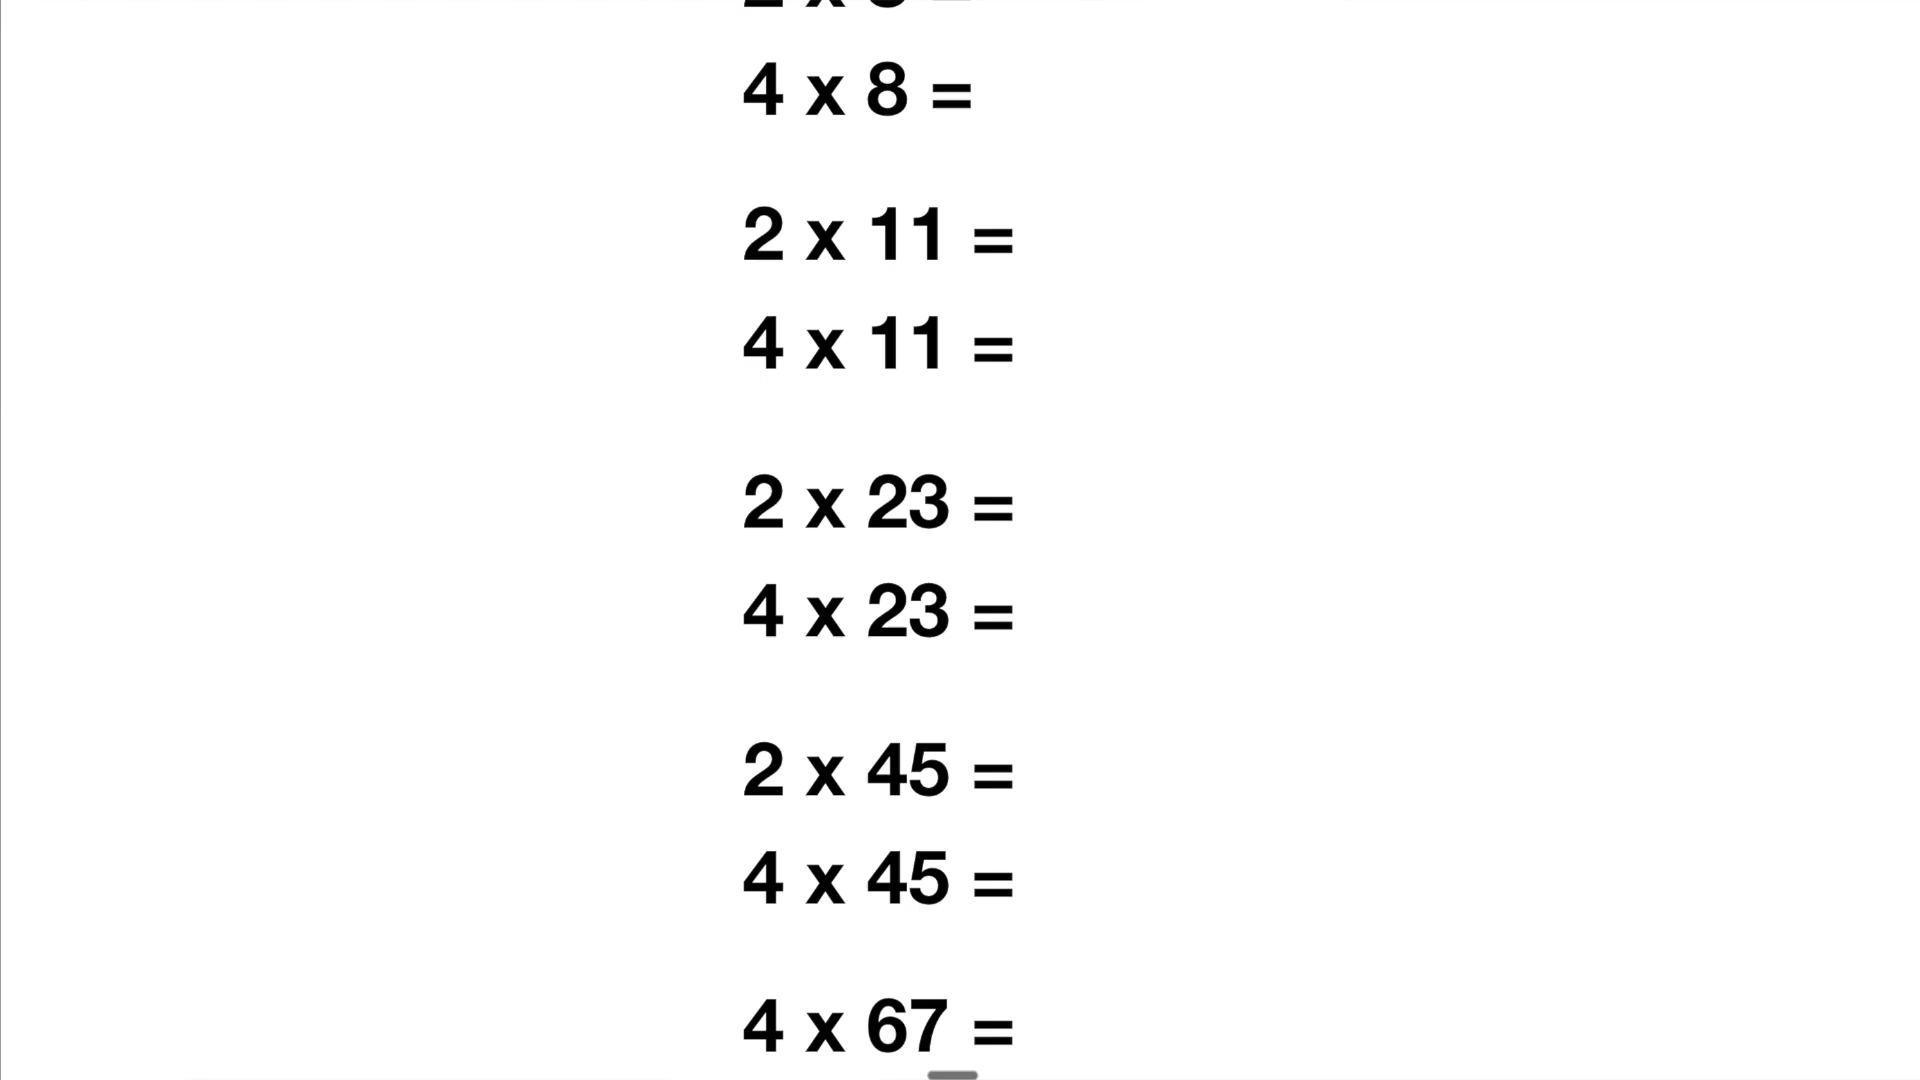 4 x 8 =
2 x 11 =
4 x 11 =
2 x 23 =
4 x 23 =
2 x 45 =
4 x 45 =
4 x 67 =